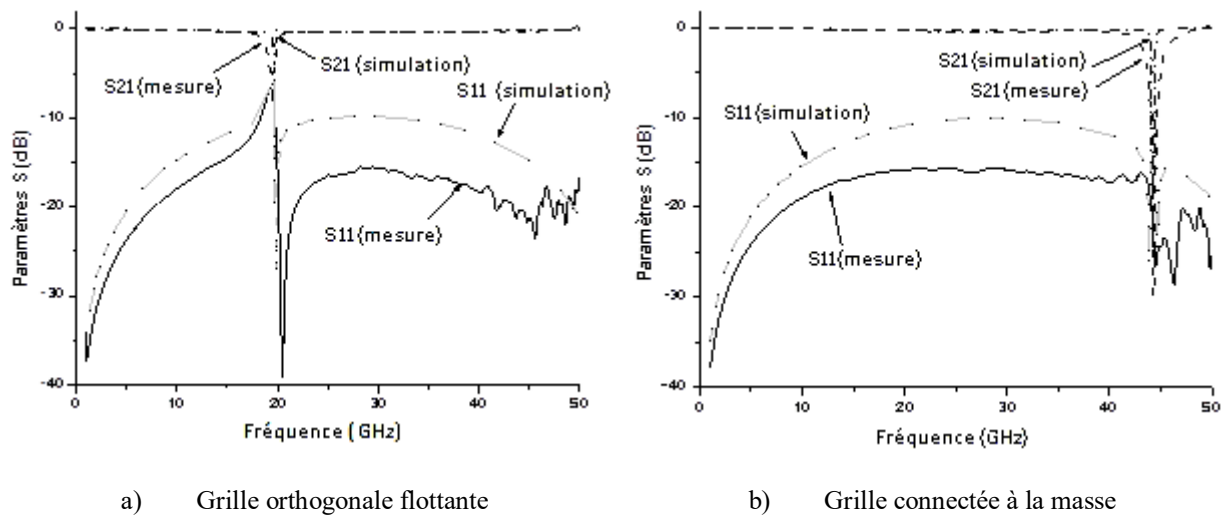 0
-10
-20
-30
-40
Paramètres S (dB)
S21 (mesure)
S21 (simulation)
S11 (simulation)
S11 (mesure)
0
10
20
30
40
50
Fréquence ( GHz)
0
-10
-20
-30
-40
Paramètres S (dB)
S21 (simulation)
S21 (mesure)
S11 (simulation)
S11 (mesure)
0
10
20
30
40
50
Fréquence (GHz)
a) Grille orthogonale flottante
b) Grille connectée à la masse